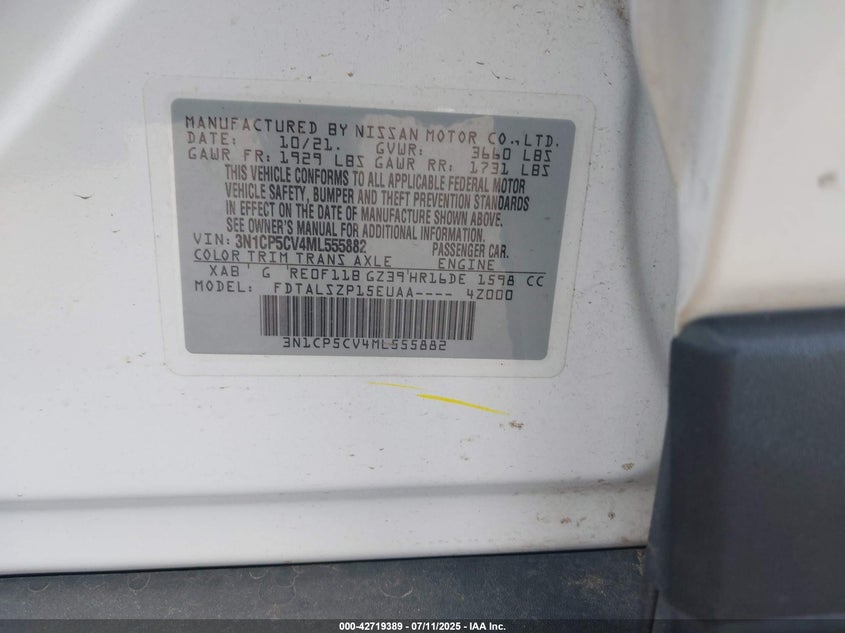 MANUFACTURED BY NISSAN MOTOR CO.,LTD.
DATE: 10/21. GVWR: 3660 LBS
GAWR FR: 1929 LBS GAWR RR: 1731 LBS
THIS VEHICLE CONFORMS TO ALL APPLICABLE FEDERAL MOTOR
VEHICLE SAFETY, BUMPER AND THEFT PREVENTION STANDARDS
IN EFFECT ON THE DATE OF MANUFACTURE SHOWN ABOVE.
SEE OWNER'S MANUAL FOR ADDITIONAL INFORMATION.
VIN: 3N1CP5CV4ML555882 PASSENGER CAR.
COLOR TRIM TRANS AXLE ENGINE
XAB' G 'RE0F11B GZ39'HR16DE 1598 CC
MODEL: FDTALSZP15EUAA---- 4Z000
3N1CP5CV4ML555882
000-42719389 - 07/11/2025 - IAA Inc.